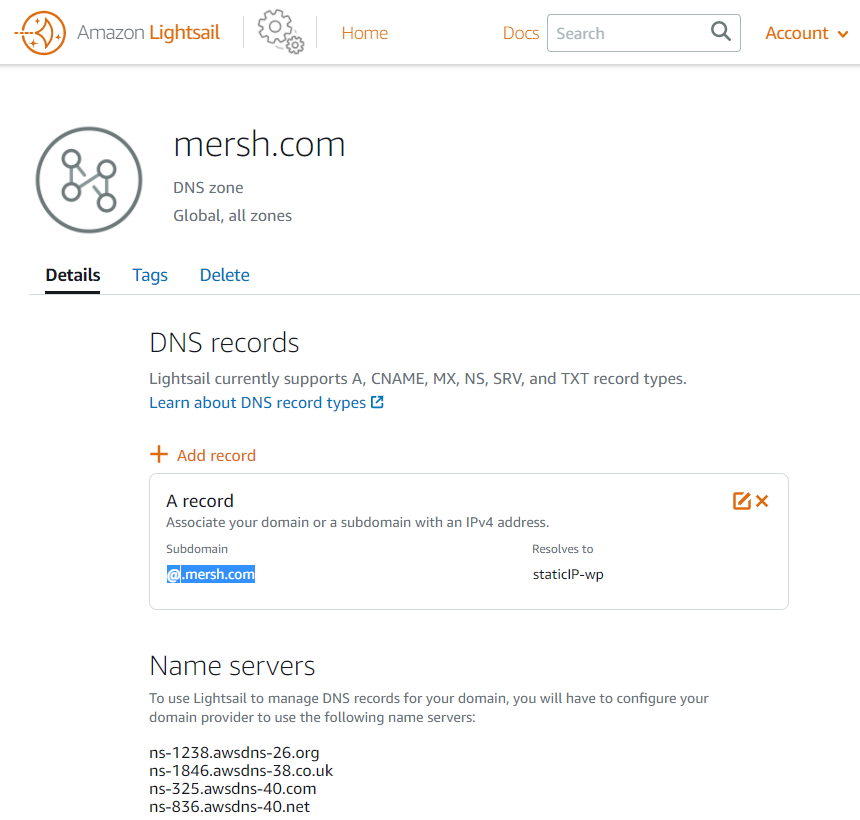 Amazon Lightsail
Home
Docs
Search
Account
mersh.com
DNS zone
Global, all zones
Details
Tags
Delete
DNS records
Lightsail currently supports A, CNAME, MX, NS, SRV, and TXT record types.
Learn about DNS record types
Add record
A record
Associate your domain or a subdomain with an IPv4 address.
Subdomain
Resolves to
@.mersh.com
staticIP-wp
Name servers
To use Lightsail to manage DNS records for your domain, you will have to configure your
domain provider to use the following name servers:
ns-1238.awsdns-26.org
ns-1846.awsdns-38.co.uk
ns-325.awsdns-40.com
ns-836.awsdns-40.net